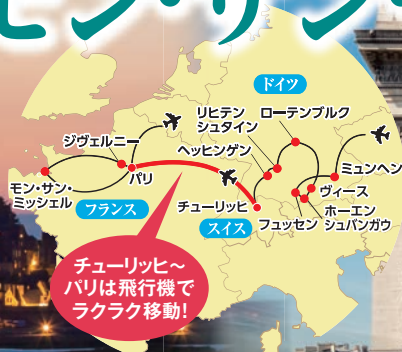 ン・サン・
ドイツ
リヒテン
シュタイン
ローテンブルク
ヘッヒンゲン
ジヴェルニー
パリ
モン・サン・
ミッシェル
フランス
チューリッヒ
スイス
フュッセン
ミュンヘン
ヴィース
ホーエン
シュバンガウ
チューリッヒ~
パリは飛行機で
ラクラク移動!